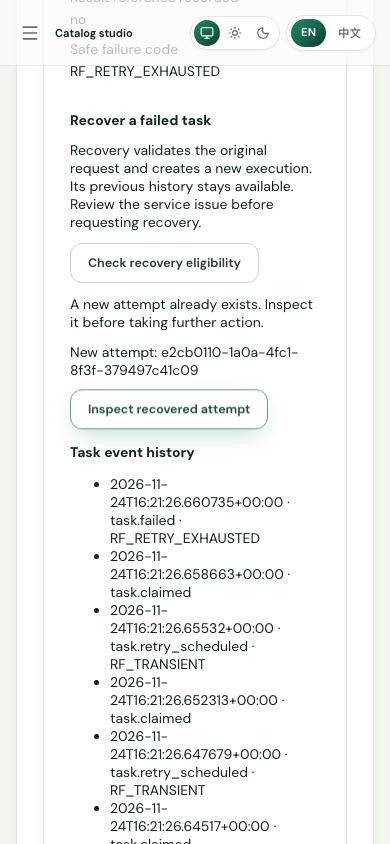 Result reference recorded
no
Catalog studio
EN
中文
Safe failure code
RF_RETRY_EXHAUSTED
Recover a failed task
Recovery validates the original
request and creates a new execution.
Its previous history stays available.
Review the service issue before
requesting recovery.
Check recovery eligibility
A new attempt already exists. Inspect
it before taking further action.
New attempt: e2cb0110-1a0a-4fc1-
8f3f-379497c41c09
Inspect recovered attempt
Task event history
2026-11-
24T16:21:26.660735+00:00 ·
task.failed ·
RF_RETRY_EXHAUSTED
2026-11-
24T16:21:26.658663+00:00 ·
task.claimed
2026-11-
24T16:21:26.65532+00:00 ·
task.retry_scheduled ·
RF_TRANSIENT
2026-11-
24T16:21:26.652313+00:00 ·
task.claimed
2026-11-
24T16:21:26.647679+00:00 ·
task.retry_scheduled ·
RF_TRANSIENT
2026-11-
24T16:21:26.64517+00:00 ·
task.claimed